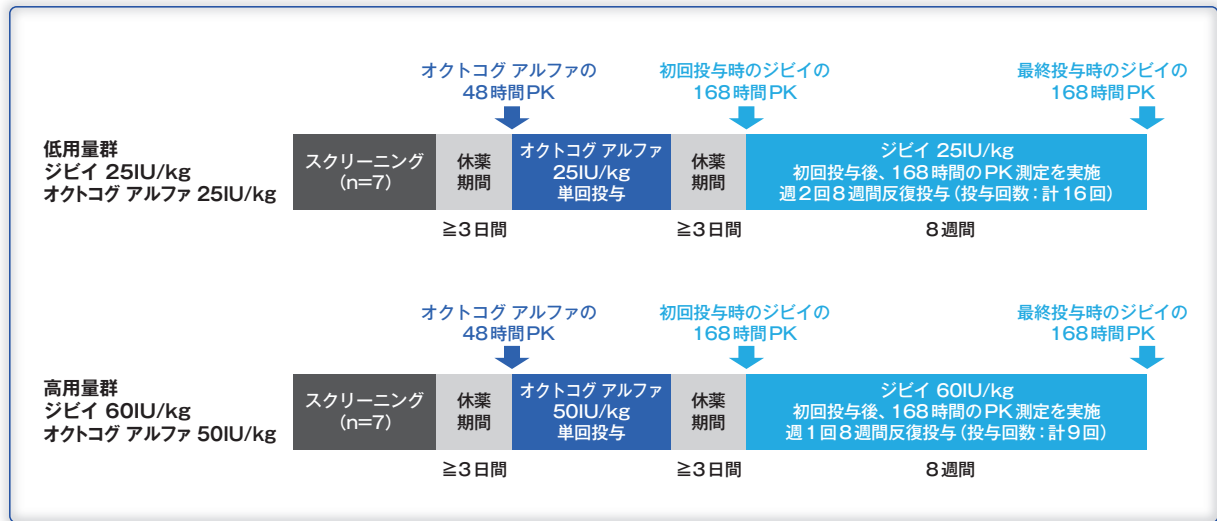 オクトコグ アルファの
48時間PK
初回投与時のジビイの
168時間PK
最終投与時のジビイの
168時間PK
低用量群
ジビイ 25IU/kg
オクトコグ アルファ 25IU/kg
スクリーニング
(n=7)
休薬
期間
オクトコグ アルファ
25IU/kg
単回投与
休薬
期間
ジビイ 25IU/kg
初回投与後、168時間のPK測定を実施
週2回8週間反復投与(投与回数:計16回)
≧3日間
≧3日間
8週間
オクトコグ アルファの
48時間PK
初回投与時のジビイの
168時間PK
最終投与時のジビイの
168時間PK
高用量群
ジビイ 60IU/kg
オクトコグ アルファ 50IU/kg
スクリーニング
(n=7)
休薬
期間
オクトコグ アルファ
50IU/kg
単回投与
休薬
期間
ジビイ 60IU/kg
初回投与後、168時間のPK測定を実施
週1回8週間反復投与(投与回数:計9回)
≧3日間
≧3日間
8週間